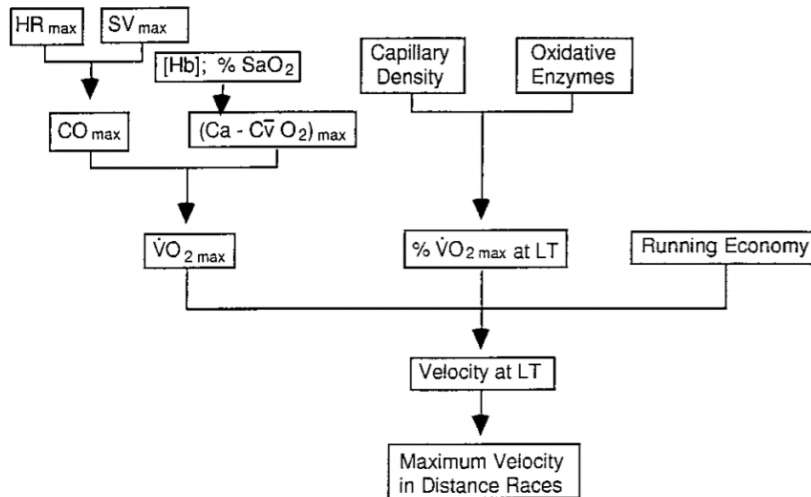 HR max
SV max
[Hb]; % SaO2
Capillary
Density
Oxidative
Enzymes
CO max
(Ca - Cv̄ O2) max
V̇O2 max
% V̇O2 max at LT
Running Economy
Velocity at LT
Maximum Velocity
in Distance Races